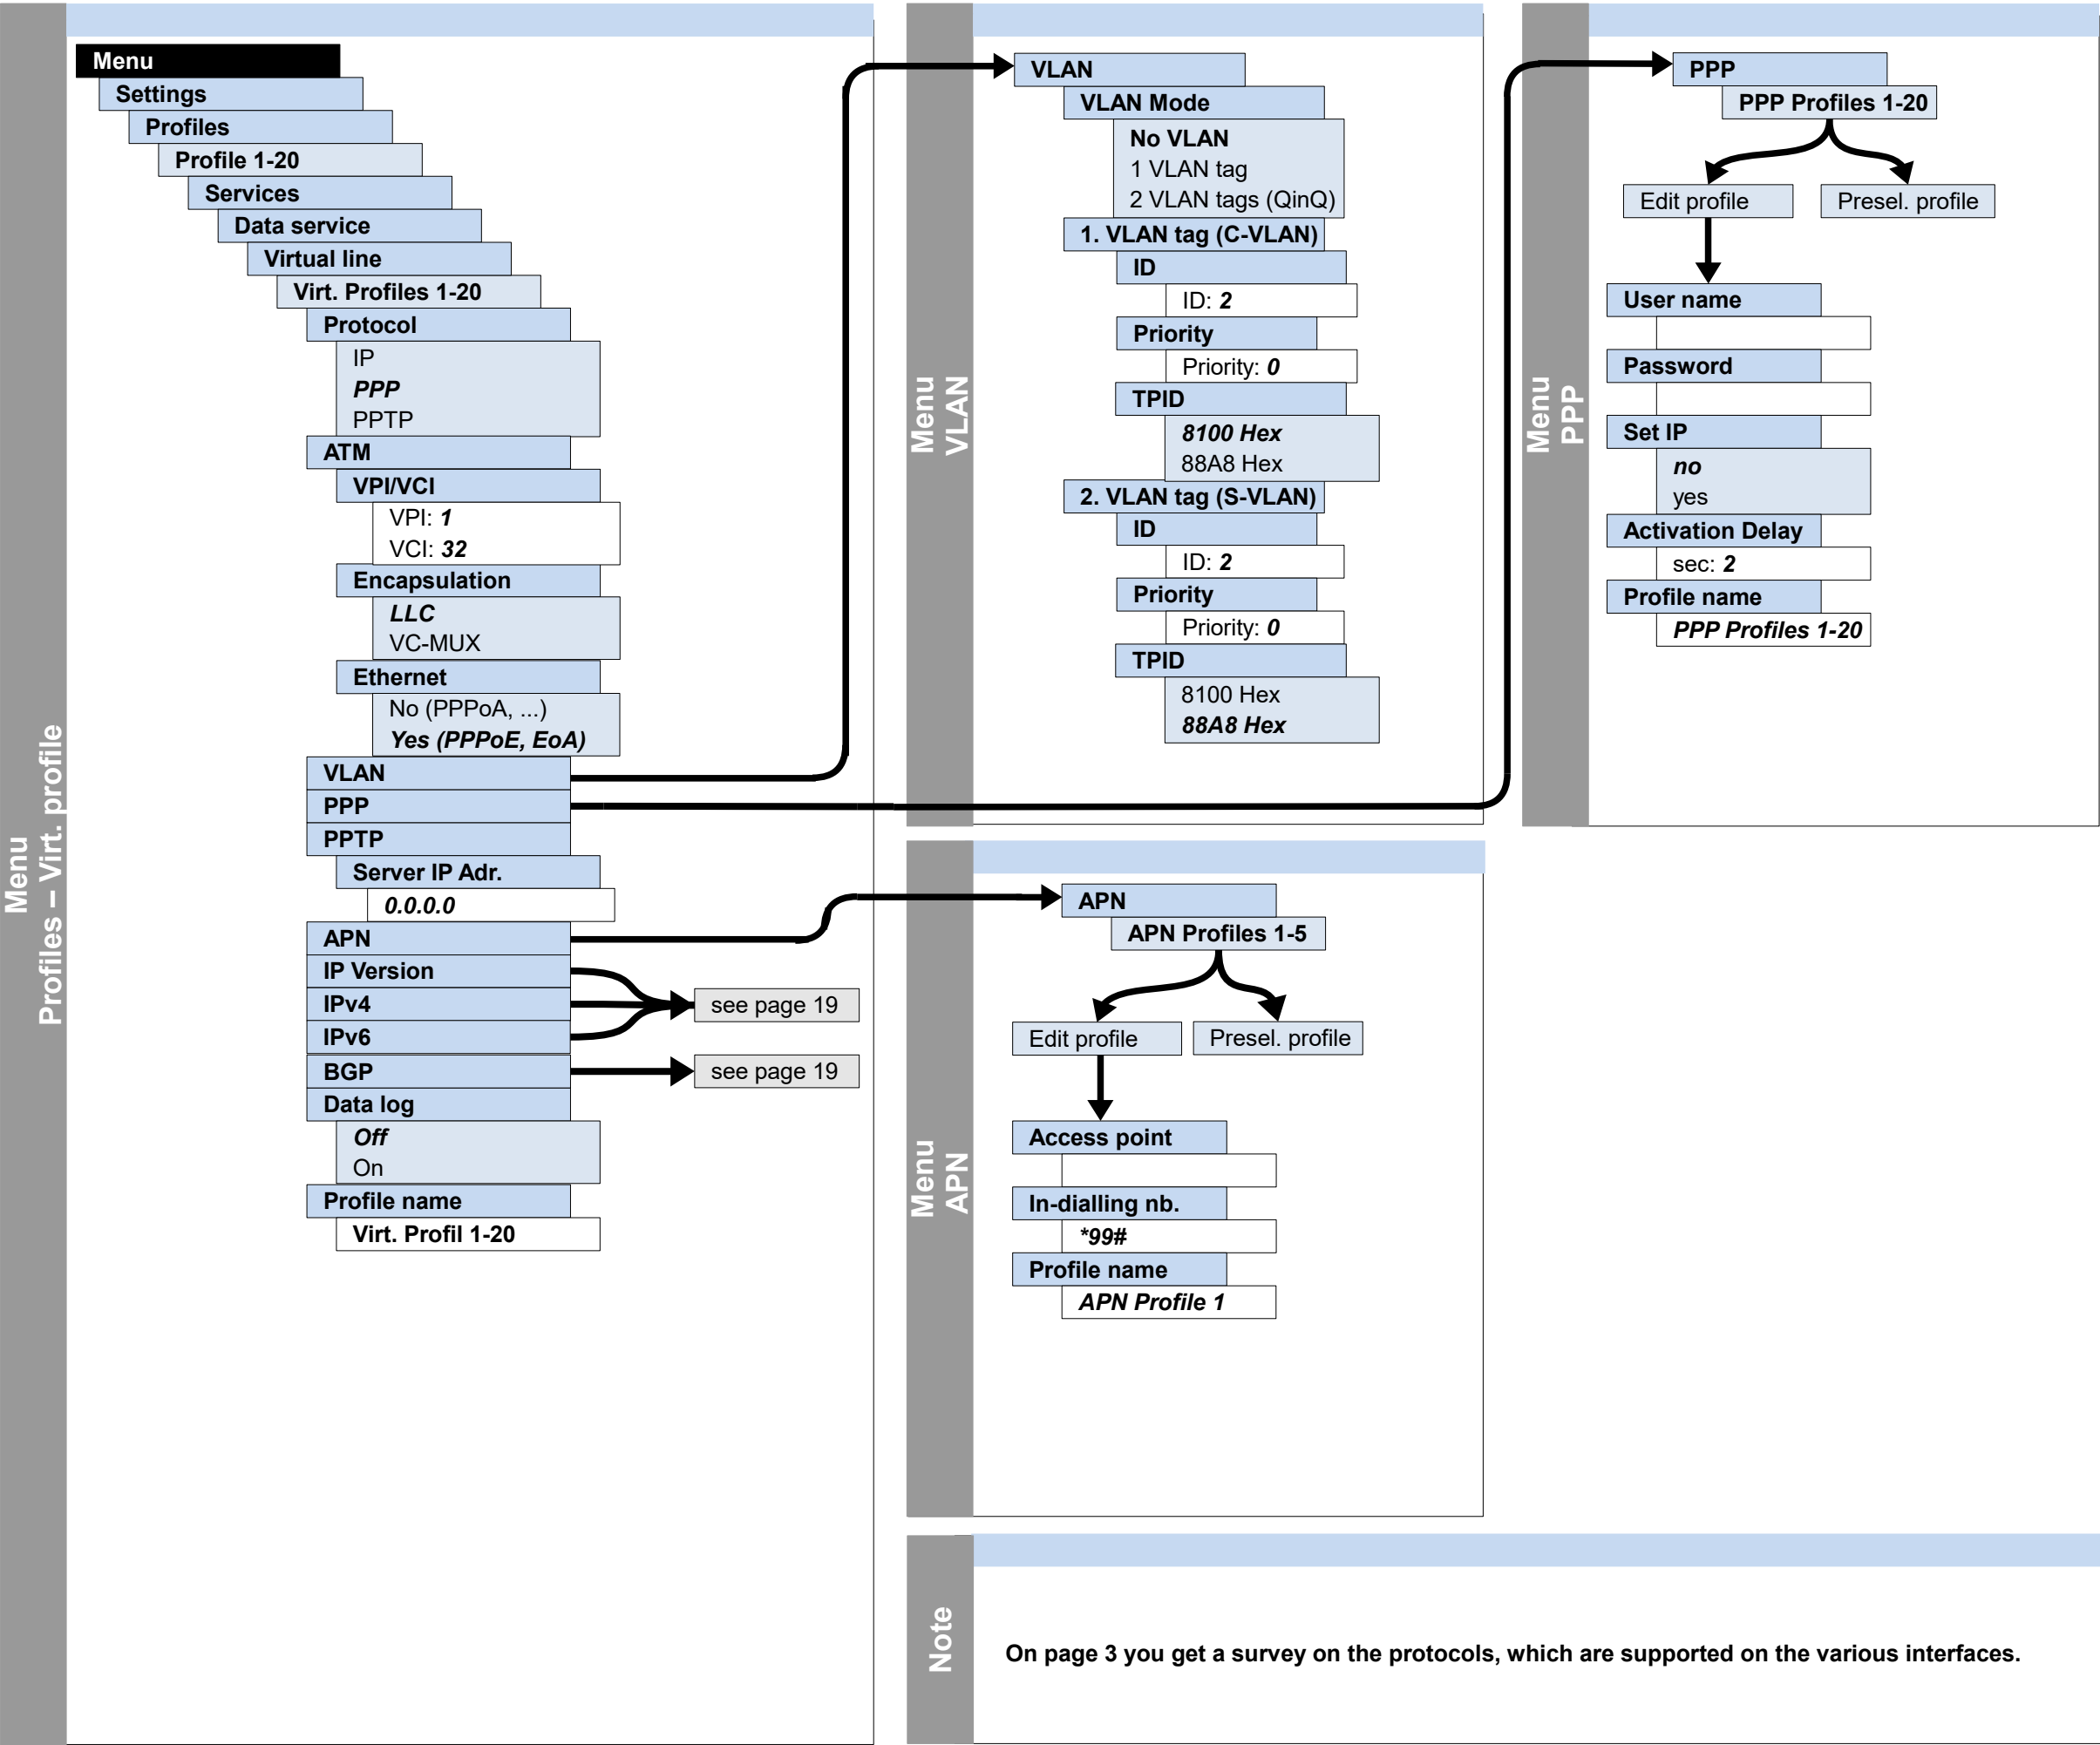 Menu
Profiles – Virt. profile
Menu
Settings
Profiles
Profile 1-20
Services
Data service
Virtual line
Virt. Profiles 1-20
Protocol
IP
PPP
PPTP
ATM
VPI/VCI
VPI: 1
VCI: 32
Encapsulation
LLC
VC-MUX
Ethernet
No (PPPoA, ...)
Yes (PPPoE, EoA)
VLAN
PPP
PPTP
Server IP Adr.
0.0.0.0
APN
IP Version
IPv4
see page 19
IPv6
BGP
see page 19
Data log
Off
On
Profile name
Virt. Profil 1-20
Menu
VLAN
VLAN
VLAN Mode
No VLAN
1 VLAN tag
2 VLAN tags (QinQ)
1. VLAN tag (C-VLAN)
ID
ID: 2
Priority
Priority: 0
TPID
8100 Hex
88A8 Hex
2. VLAN tag (S-VLAN)
ID
ID: 2
Priority
Priority: 0
TPID
8100 Hex
88A8 Hex
Menu
PPP
PPP
PPP Profiles 1-20
Edit profile
Presel. profile
User name
Password
Set IP
no
yes
Activation Delay
sec: 2
Profile name
PPP Profiles 1-20
Menu
APN
APN
APN Profiles 1-5
Edit profile
Presel. profile
Access point
In-dialling nb.
*99#
Profile name
APN Profile 1
Note
On page 3 you get a survey on the protocols, which are supported on the various interfaces.